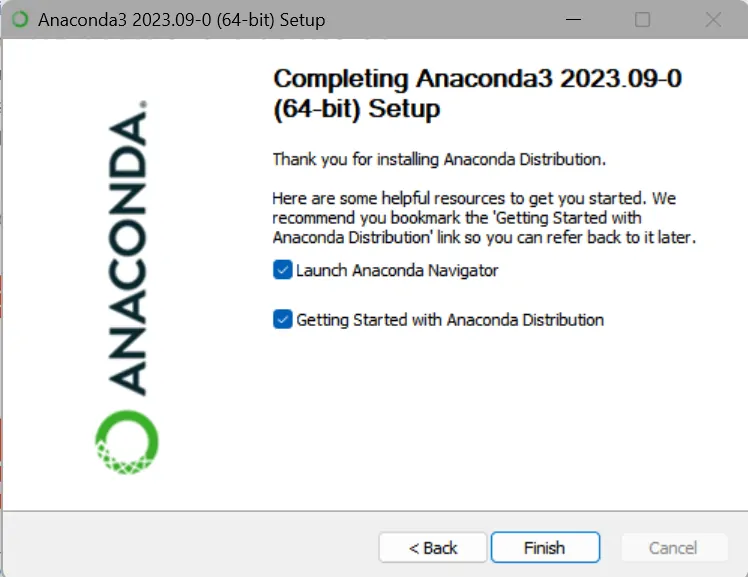 Anaconda3 2023.09-0 (64-bit) Setup
Completing Anaconda3 2023.09-0
(64-bit) Setup
Thank you for installing Anaconda Distribution.
Here are some helpful resources to get you started. We
recommend you bookmark the 'Getting Started with
Anaconda Distribution' link so you can refer back to it later.
Launch Anaconda Navigator
Getting Started with Anaconda Distribution
ANACONDA.
< Back
Finish
Cancel